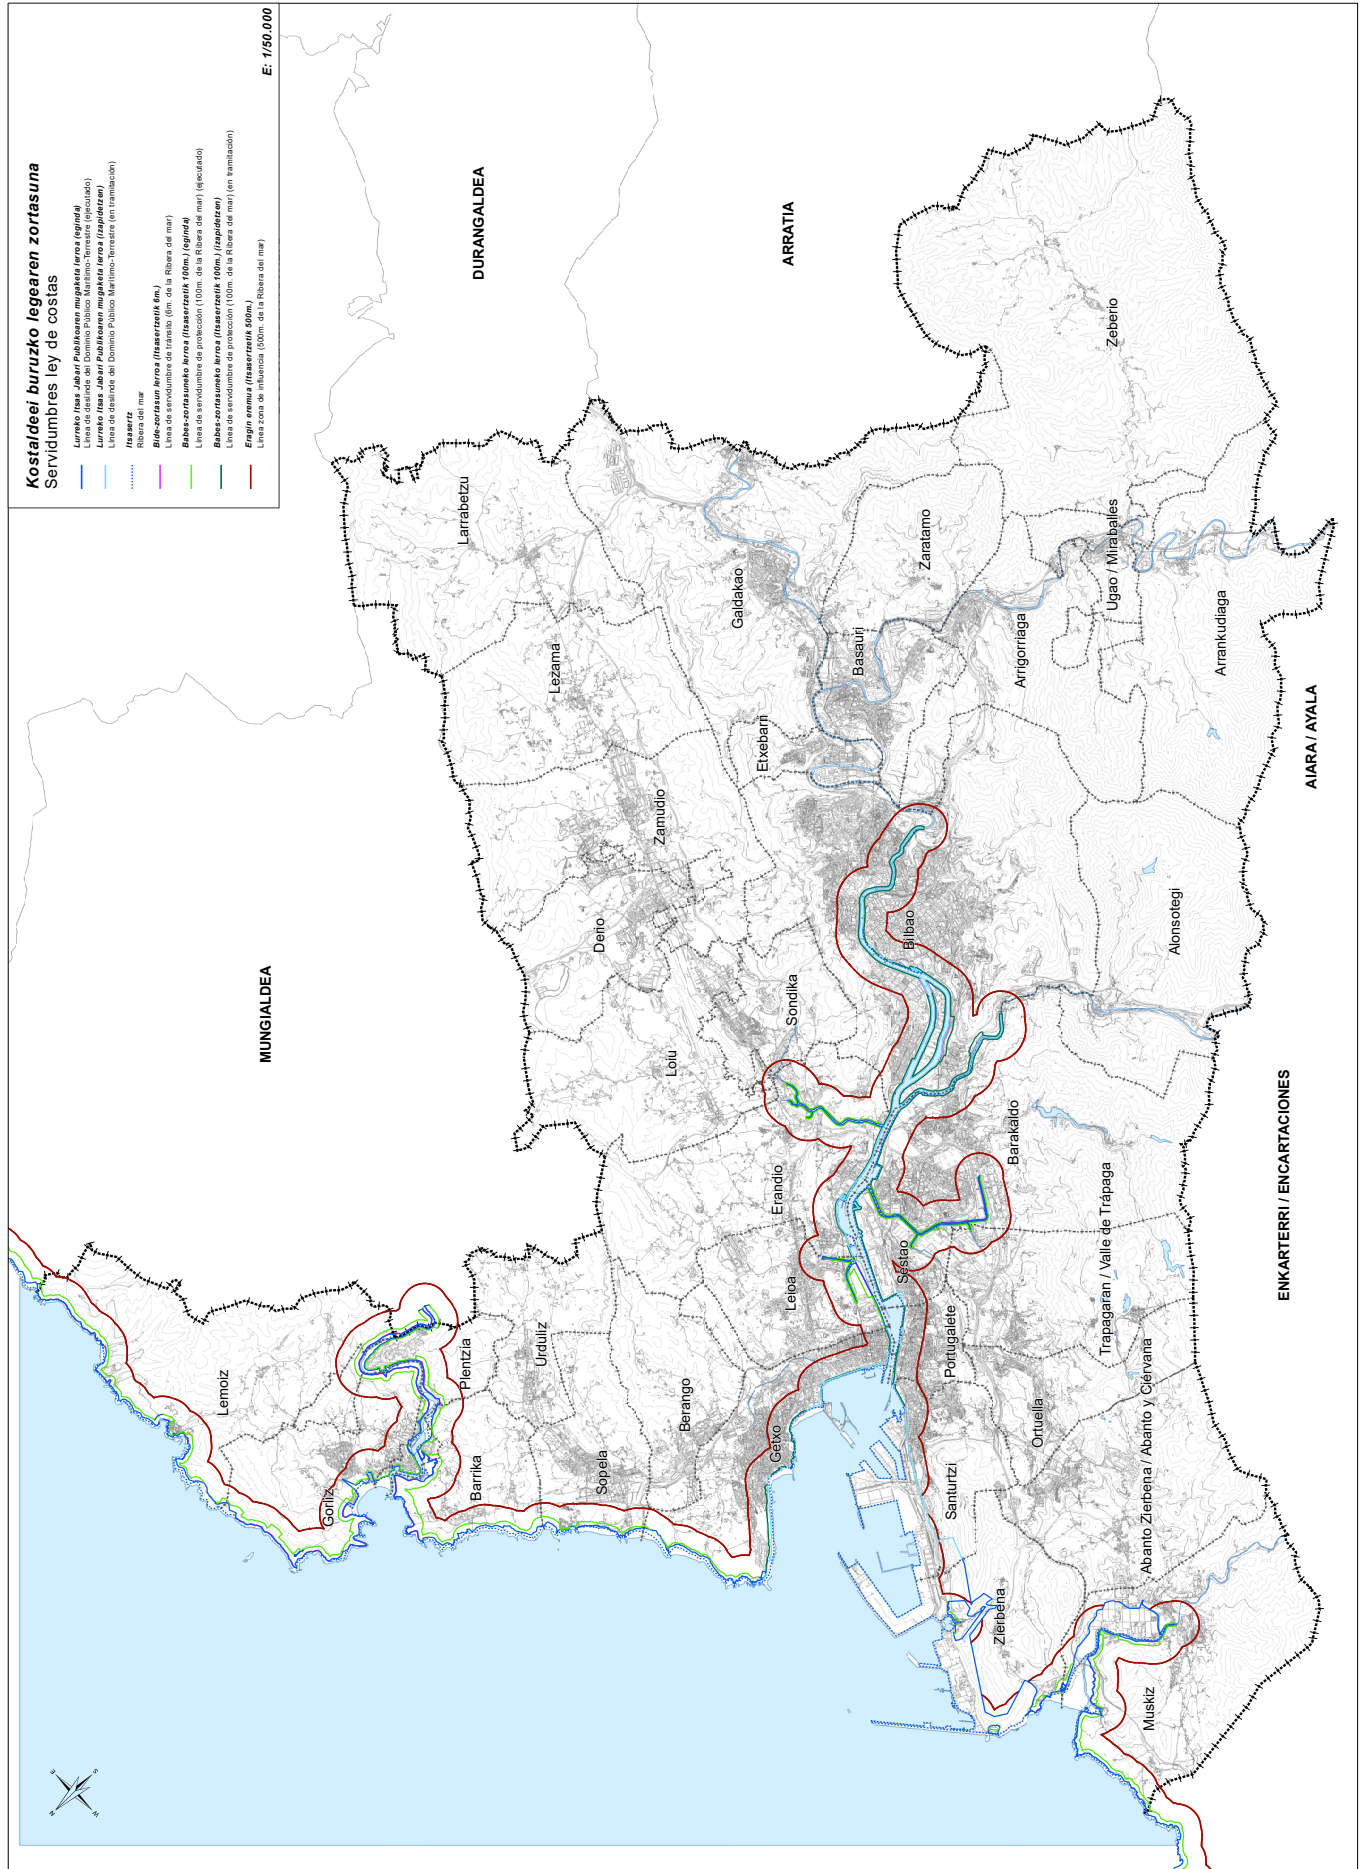 Kostaldeei buruzko legearen zortasuna
Servidumbres ley de costas
Lurreko Itsas Jabari Publikoaren mugaketa lerroa (eginda)
Línea de deslinde del Dominio Público Marítimo-Terrestre (ejecutado)
Lurreko Itsas Jabari Publikoaren mugaketa lerroa (izapidetzen)
Línea de deslinde del Dominio Público Marítimo-Terrestre (en tramitación)
Itsasertz
Ribera del mar
Bide-zortasun lerroa (Itsasertzetik 6m.)
Línea de servidumbre de tránsito (6m. de la Ribera del mar)
Babes-zortasuneko lerroa (Itsasertzetik 100m.) (eginda)
Línea de servidumbre de protección (100m. de la Ribera del mar) (ejecutado)
Babes-zortasuneko lerroa (Itsasertzetik 100m.) (izapidetzen)
Línea de servidumbre de protección (100m. de la Ribera del mar) (en tramitación)
Eragin eremua (Itsasertzetik 500m.)
Línea zona de influencia (500m. de la Ribera del mar)
E: 1/50.000
MUNGIALDEA
DURANGALDEA
ARRATIA
AIARA / AYALA
ENKARTERRI / ENCARTACIONES
Lemoiz
Gorliz
Plentzia
Barrika
Urduliz
Sopela
Berango
Getxo
Leioa
Erandio
Loiu
Sondika
Derio
Zamudio
Lezama
Larrabetzu
Galdakao
Etxebarri
Basauri
Zaratamo
Arrigorriaga
Ugao / Miraballes
Zeberio
Arrankudiaga
Bilbao
Alonsotegi
Barakaldo
Sestao
Portugalete
Trapagaran / Valle de Trápaga
Ortuella
Santurtzi
Abanto Zierbena / Abanto y Ciérvana
Zierbena
Muskiz
N
E
S
W